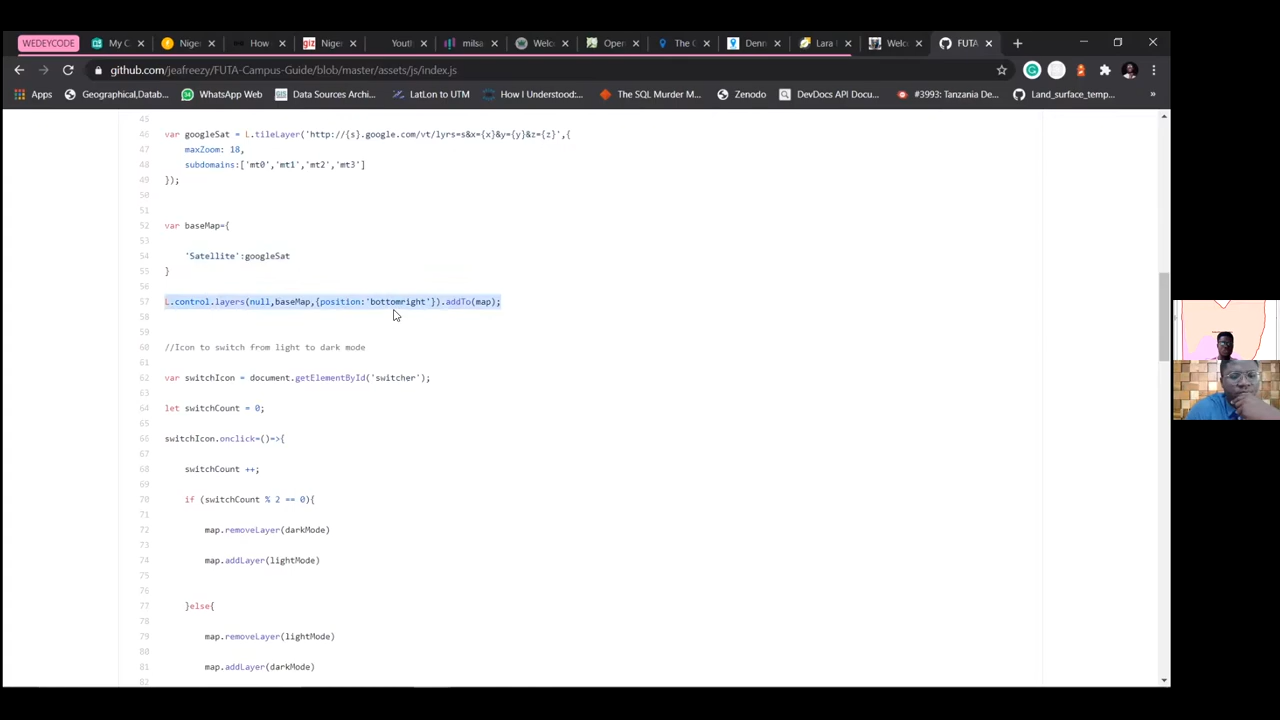 WEDEYCODE
My C
Niger
How
giz Niger
Yout
milsa
Welc
Open
The G
Lara I
Welc
FUTA
github.com/jeafreezy/FUTA-Campus-Guide/blob/master/assets/js/index.js
Apps
Geographical,Datab...
WhatsApp Web
Data Sources Archi...
LatLon to UTM
How I Understood:...
The SQL Murder M...
Zenodo
DevDocs API Docu...
#3993: Tanzania De...
Land_surface_temp...
»
45
46 var googleSat = L.tileLayer('http://{s}.google.com/vt/lyrs=s&x={x}&y={y}&z={z}',{
47 maxZoom: 18,
48 subdomains:['mt0','mt1','mt2','mt3']
49 });
50
51
52 var baseMap={
53
54 'Satellite':googleSat
55 }
56
57 L.control.layers(null,baseMap,{position:'bottomright'}).addTo(map);
58
59
60 //Icon to switch from light to dark mode
61
62 var switchIcon = document.getElementById('switcher');
63
64 let switchCount = 0;
65
66 switchIcon.onclick=()=>{
67
68 switchCount ++;
69
70 if (switchCount % 2 == 0){
71
72 map.removeLayer(darkMode)
73
74 map.addLayer(lightMode)
75
76
77 }else{
78
79 map.removeLayer(lightMode)
80
81 map.addLayer(darkMode)
82